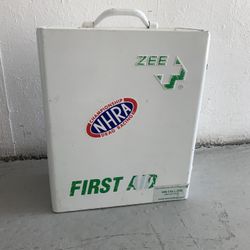 ZEE
CHAMPIONSHIP
NHRA
DRAG RACING
FIRST AID